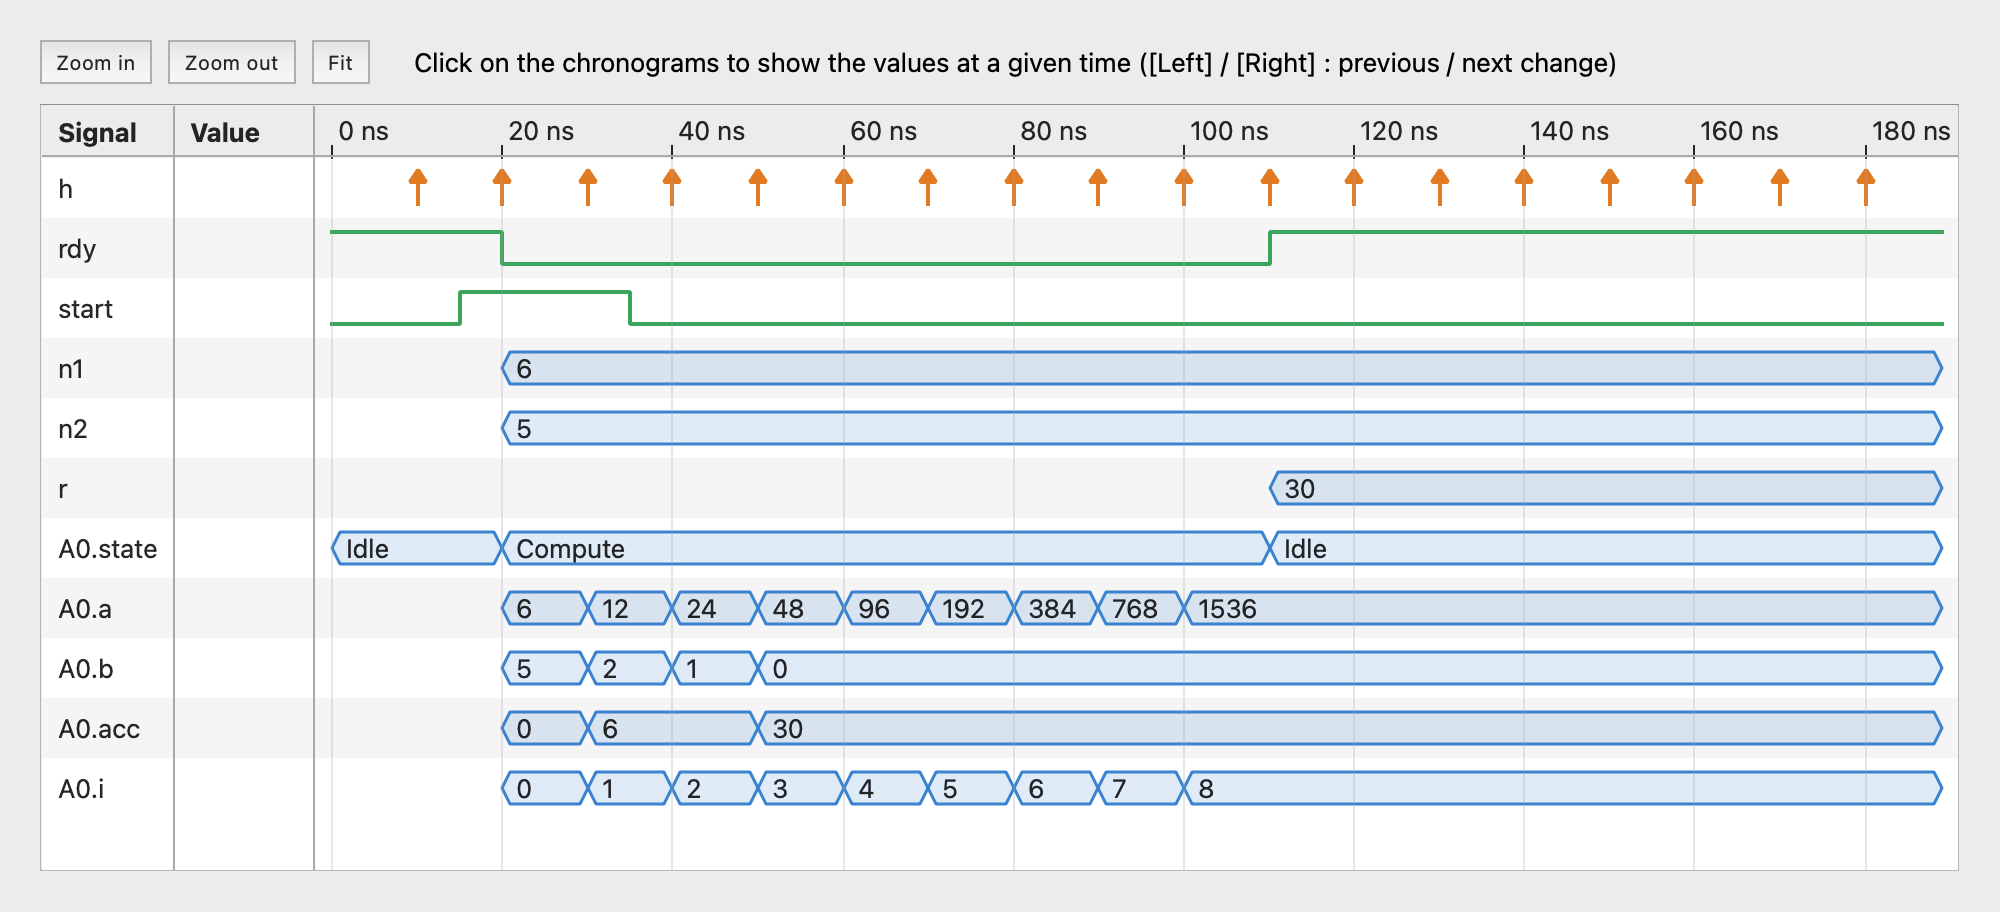 Zoom in Zoom out Fit Click on the chronograms to show the values at a given time ([Left] / [Right] : previous / next change)
Signal Value 0 ns 20 ns 40 ns 60 ns 80 ns 100 ns 120 ns 140 ns 160 ns 180 ns
h
rdy
start
n1 6
n2 5
r 30
A0.state Idle Compute Idle
A0.a 6 12 24 48 96 192 384 768 1536
A0.b 5 2 1 0
A0.acc 0 6 30
A0.i 0 1 2 3 4 5 6 7 8